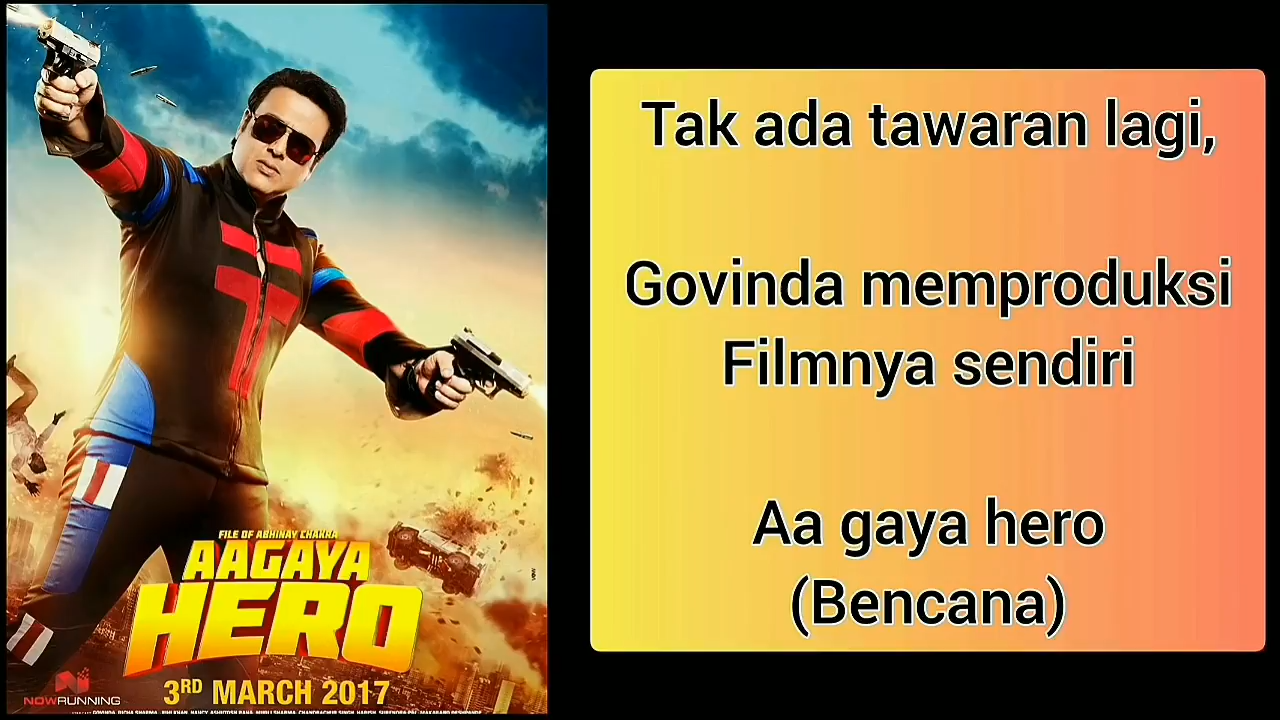 FILE OF ABHINAV CHAKRA
AAGAYA
HERO
NOWRUNNING
3RD MARCH 2017
Tak ada tawaran lagi,
Govinda memproduksi
Filmnya sendiri
Aa gaya hero
(Bencana)